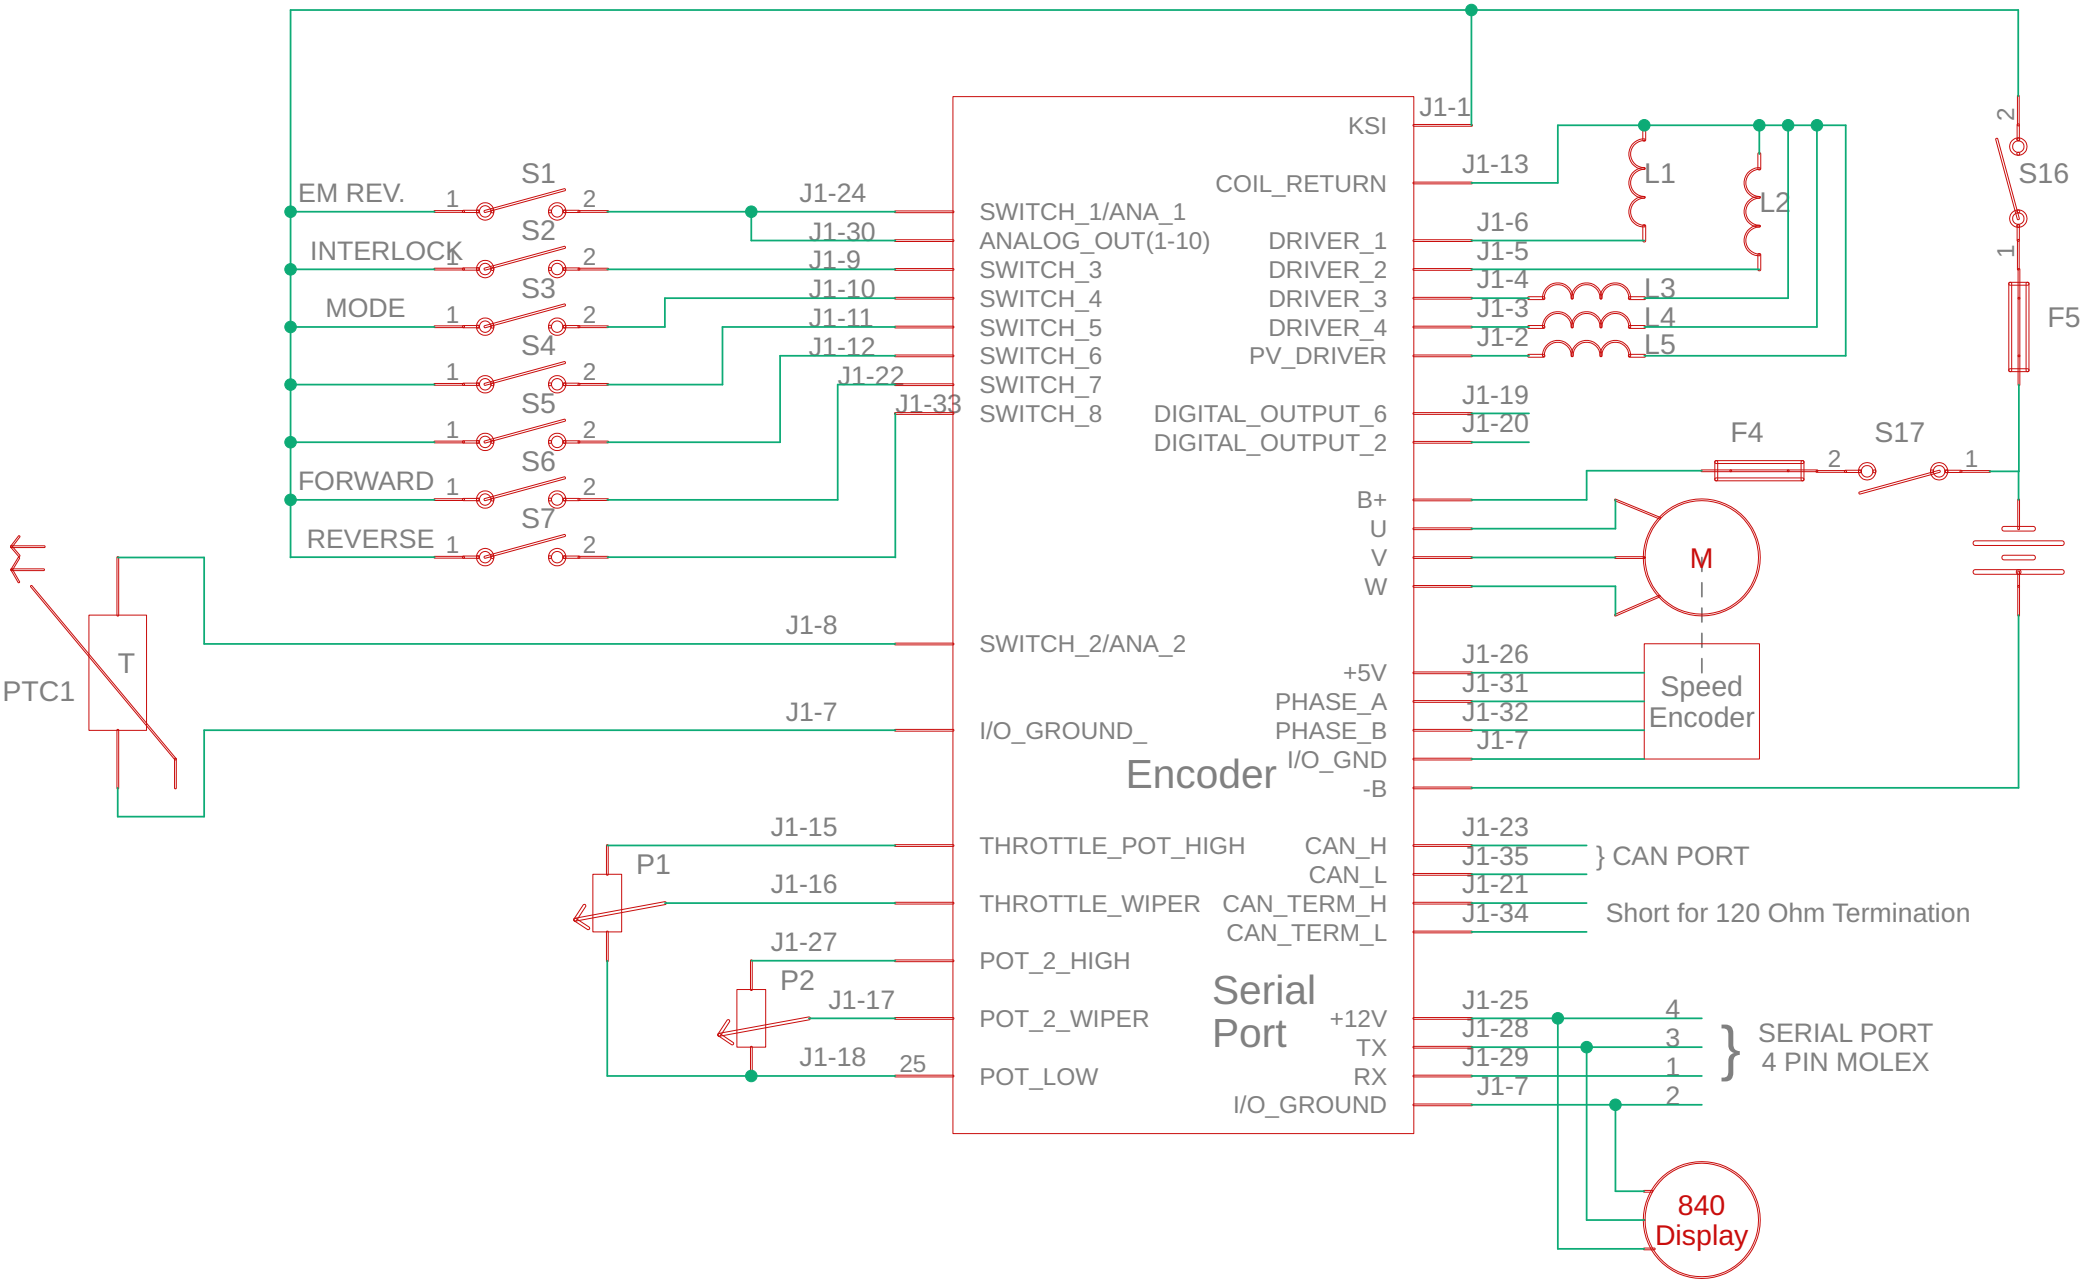 J1-1
KSI
2
J1-13
COIL_RETURN
L1
S16
EM REV.
1
S1
2
J1-24
SWITCH_1/ANA_1
L2
J1-6
S2
J1-30
ANALOG_OUT(1-10)
DRIVER_1
1
INTERLOCK
1
2
J1-9
SWITCH_3
DRIVER_2
J1-5
S3
J1-10
SWITCH_4
DRIVER_3
J1-4
L3
MODE
1
2
J1-11
SWITCH_5
DRIVER_4
J1-3
L4
F5
S4
J1-12
SWITCH_6
PV_DRIVER
J1-2
L5
1
2
J1-22
SWITCH_7
S5
J1-33
SWITCH_8
DIGITAL_OUTPUT_6
J1-19
1
2
DIGITAL_OUTPUT_2
J1-20
F4
S17
2
1
S6
FORWARD
1
2
B+
S7
U
REVERSE
1
2
V
M
W
J1-8
SWITCH_2/ANA_2
T
PTC1
+5V
J1-26
PHASE_A
J1-31
Speed
Encoder
J1-7
I/O_GROUND_
PHASE_B
J1-32
I/O_GND
J1-7
Encoder
-B
J1-15
THROTTLE_POT_HIGH
CAN_H
J1-23
} CAN PORT
P1
CAN_L
J1-35
J1-16
THROTTLE_WIPER
CAN_TERM_H
J1-21
Short for 120 Ohm Termination
CAN_TERM_L
J1-34
J1-27
POT_2_HIGH
P2
Serial
Port
J1-17
POT_2_WIPER
+12V
J1-25
4
TX
J1-28
3
} SERIAL PORT
4 PIN MOLEX
J1-18
25
POT_LOW
RX
J1-29
1
I/O_GROUND
J1-7
2
840
Display